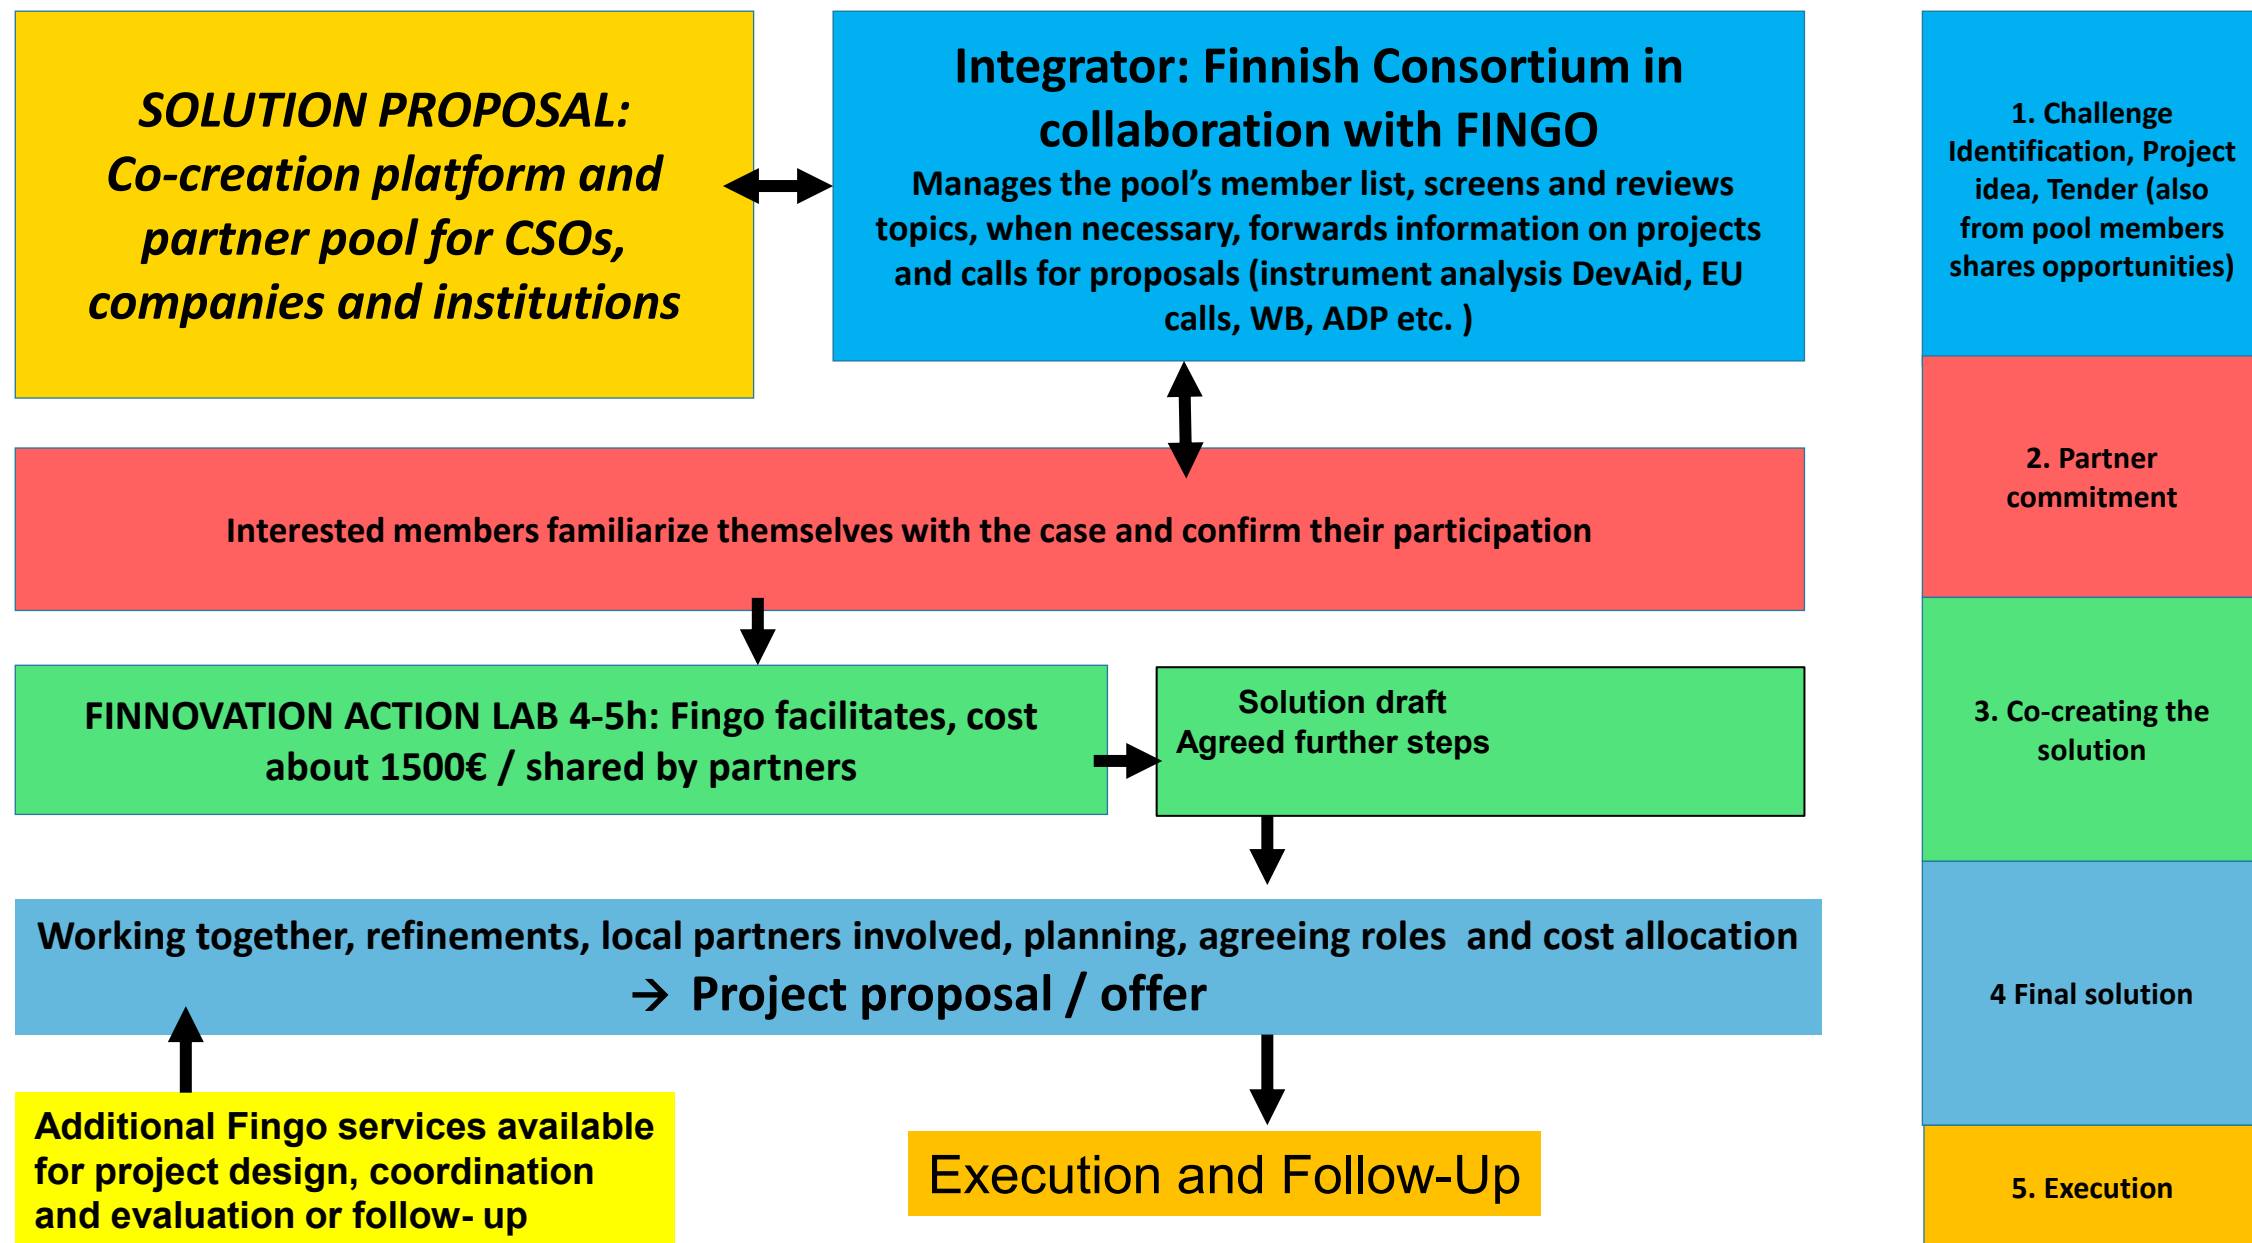 SOLUTION PROPOSAL:
Co-creation platform and
partner pool for CSOs,
companies and institutions
Integrator: Finnish Consortium in
collaboration with FINGO
Manages the pool’s member list, screens and reviews
topics, when necessary, forwards information on projects
and calls for proposals (instrument analysis DevAid, EU
calls, WB, ADP etc. )
1. Challenge
Identification, Project
idea, Tender (also
from pool members
shares opportunities)
Interested members familiarize themselves with the case and confirm their participation
2. Partner
commitment
FINNOVATION ACTION LAB 4-5h: Fingo facilitates, cost
about 1500€ / shared by partners
Solution draft
Agreed further steps
3. Co-creating the
solution
Working together, refinements, local partners involved, planning, agreeing roles  and cost allocation
→ Project proposal / offer
4 Final solution
Additional Fingo services available
for project design, coordination
and evaluation or follow- up
Execution and Follow-Up
5. Execution